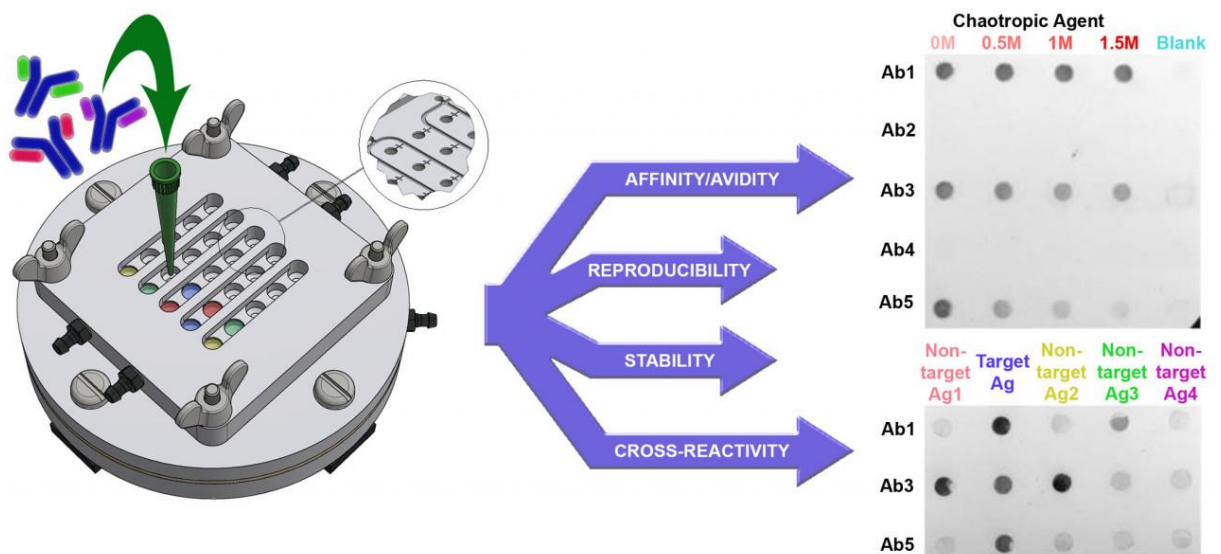 Chaotropic Agent
0M 0.5M 1M 1.5M Blank
Ab1
Ab2
Ab3
Ab4
Ab5
AFFINITY/AVIDITY
REPRODUCIBILITY
STABILITY
CROSS-REACTIVITY
Non-
target
Ag1
Target
Ag
Non-
target
Ag2
Non-
target
Ag3
Non-
target
Ag4
Ab1
Ab3
Ab5